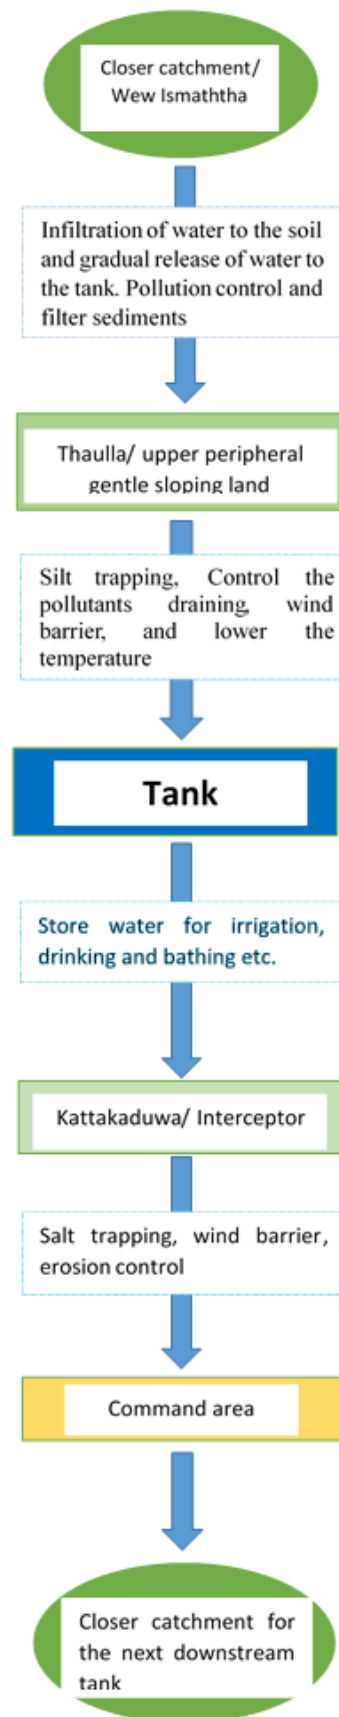 Closer catchment/
Wew Ismaththa
Infiltration of water to the soil
and gradual release of water to
the tank. Pollution control and
filter sediments
Thaulla/ upper peripheral
gentle sloping land
Silt trapping, Control the
pollutants draining, wind
barrier, and lower the
temperature
Tank
Store water for irrigation,
drinking and bathing etc.
Kattakaduwa/ Interceptor
Salt trapping, wind barrier,
erosion control
Command area
Closer catchment for
the next downstream
tank